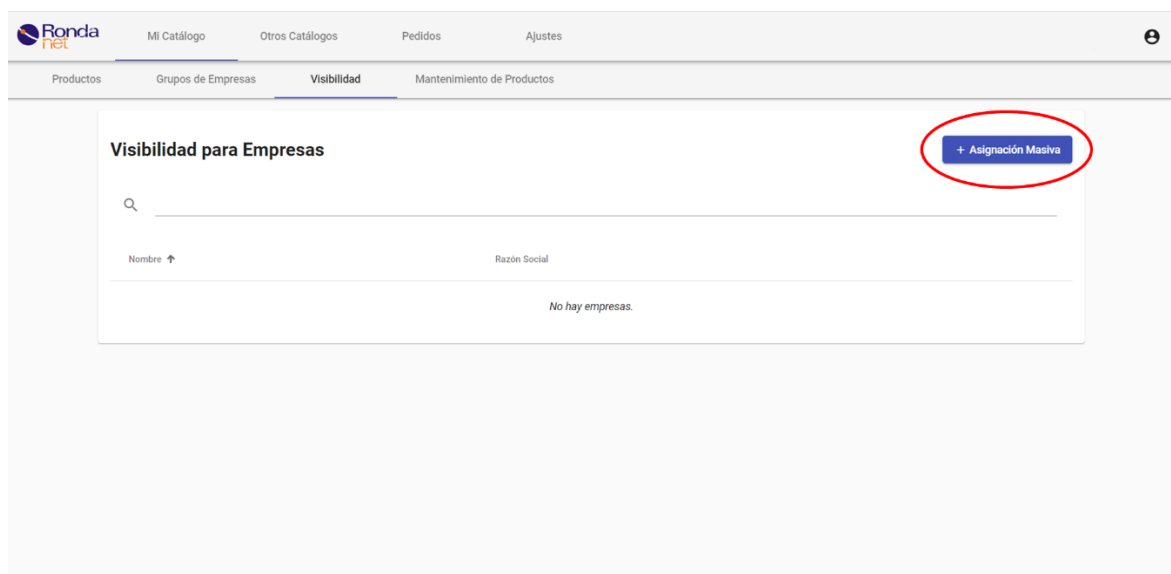 Ronda
net
Mi Catálogo Otros Catálogos Pedidos Ajustes
Productos Grupos de Empresas Visibilidad Mantenimiento de Productos
Visibilidad para Empresas
+ Asignación Masiva
Nombre ↑ Razón Social
No hay empresas.